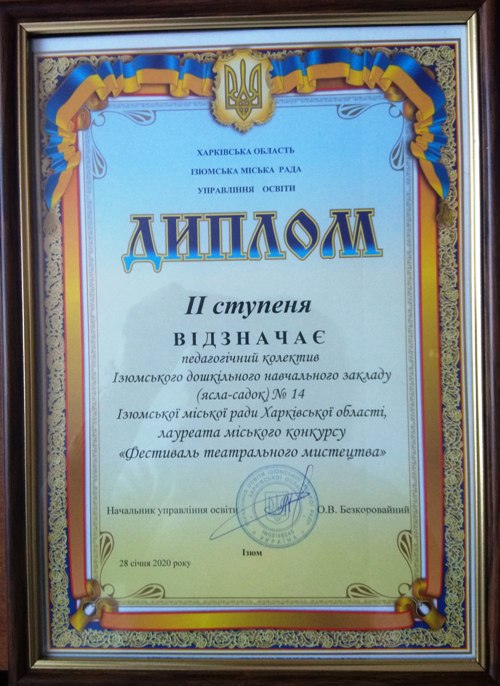 ХАРКІВСЬКА ОБЛАСТЬ
ІЗЮМСЬКА МІСЬКА РАДА
УПРАВЛІННЯ ОСВІТИ
ДИПЛОМ
ІІ ступеня
ВІДЗНАЧАЄ
педагогічний колектив
Ізюмського дошкільного навчального закладу
(ясла-садок) № 14
Ізюмської міської ради Харківської області,
лауреата міського конкурсу
«Фестиваль театрального мистецтва»
Начальник управління освіти О.В. Безкоровайний
Ізюм
28 січня 2020 року